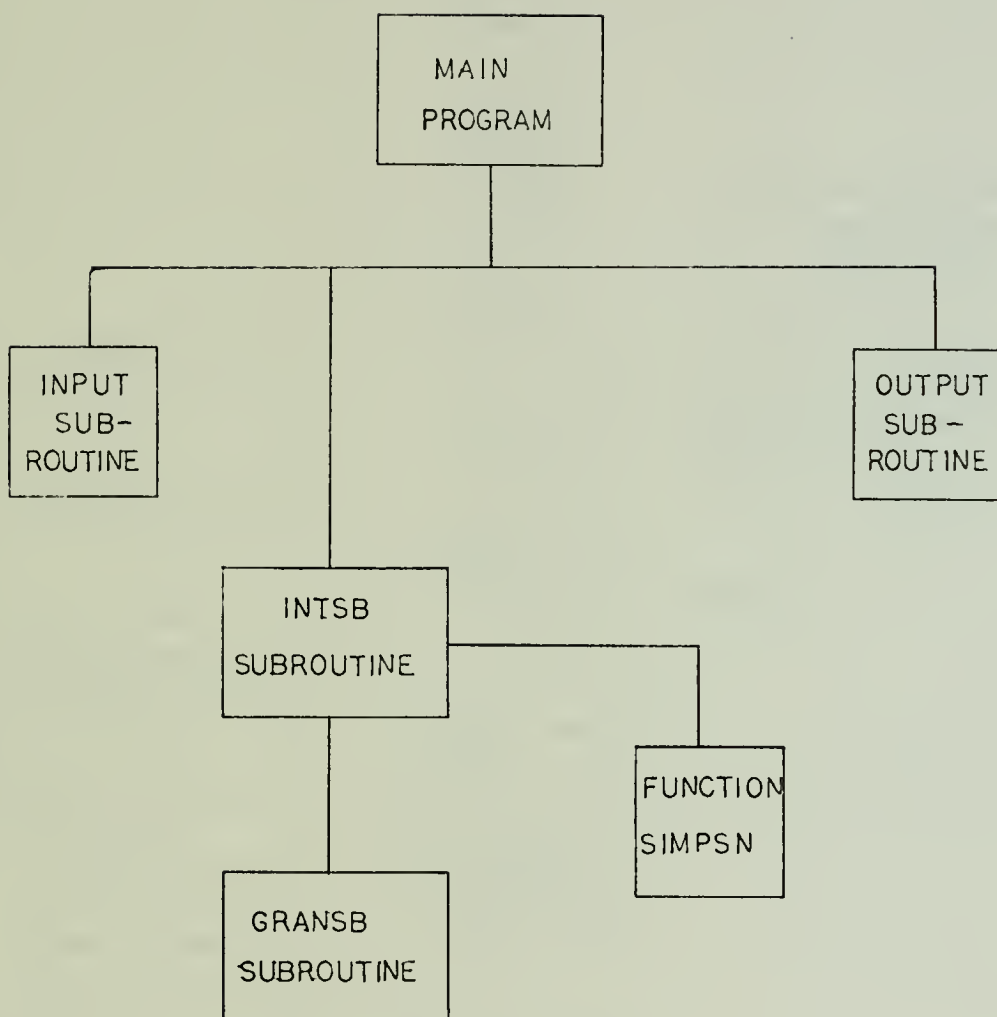 MAIN
PROGRAM
INPUT
SUB-
ROUTINE
OUTPUT
SUB-
ROUTINE
INTSB
SUBROUTINE
FUNCTION
SIMPSN
GRANSB
SUBROUTINE